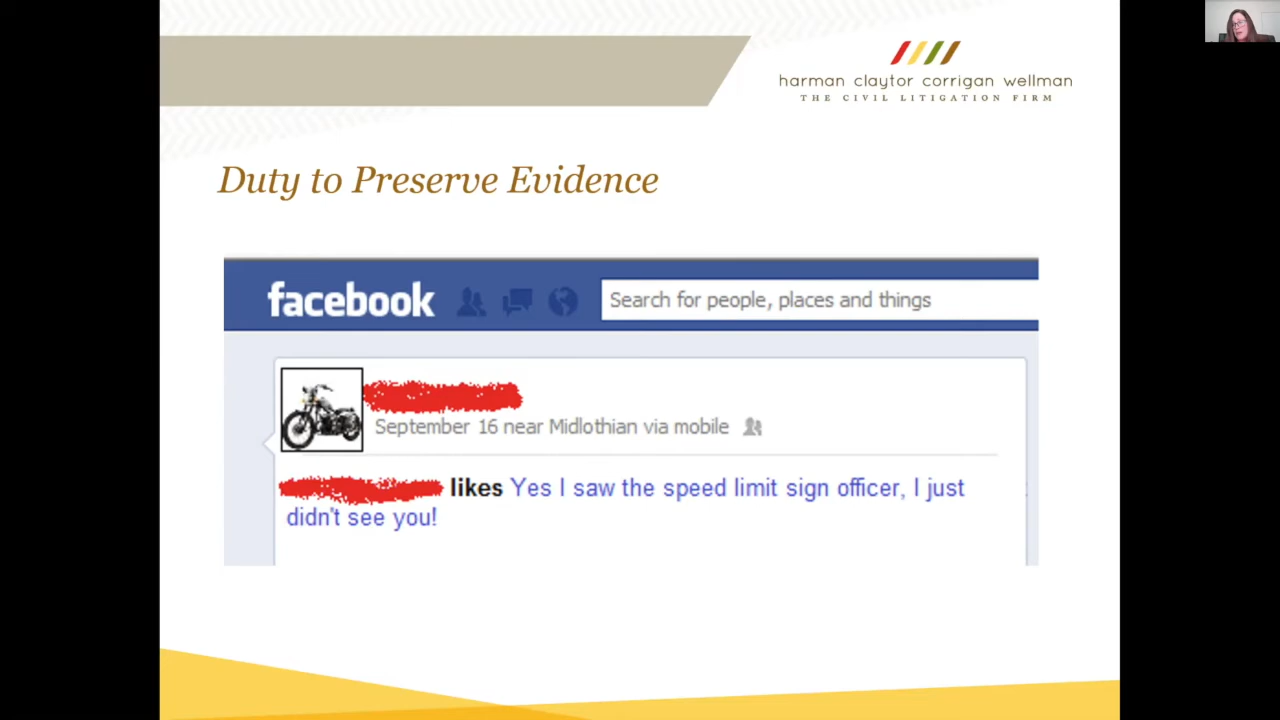 harman claytor corrigan wellman
THE CIVIL LITIGATION FIRM
Duty to Preserve Evidence
facebook
Search for people, places and things
September 16 near Midlothian via mobile
likes Yes I saw the speed limit sign officer, I just
didn't see you!